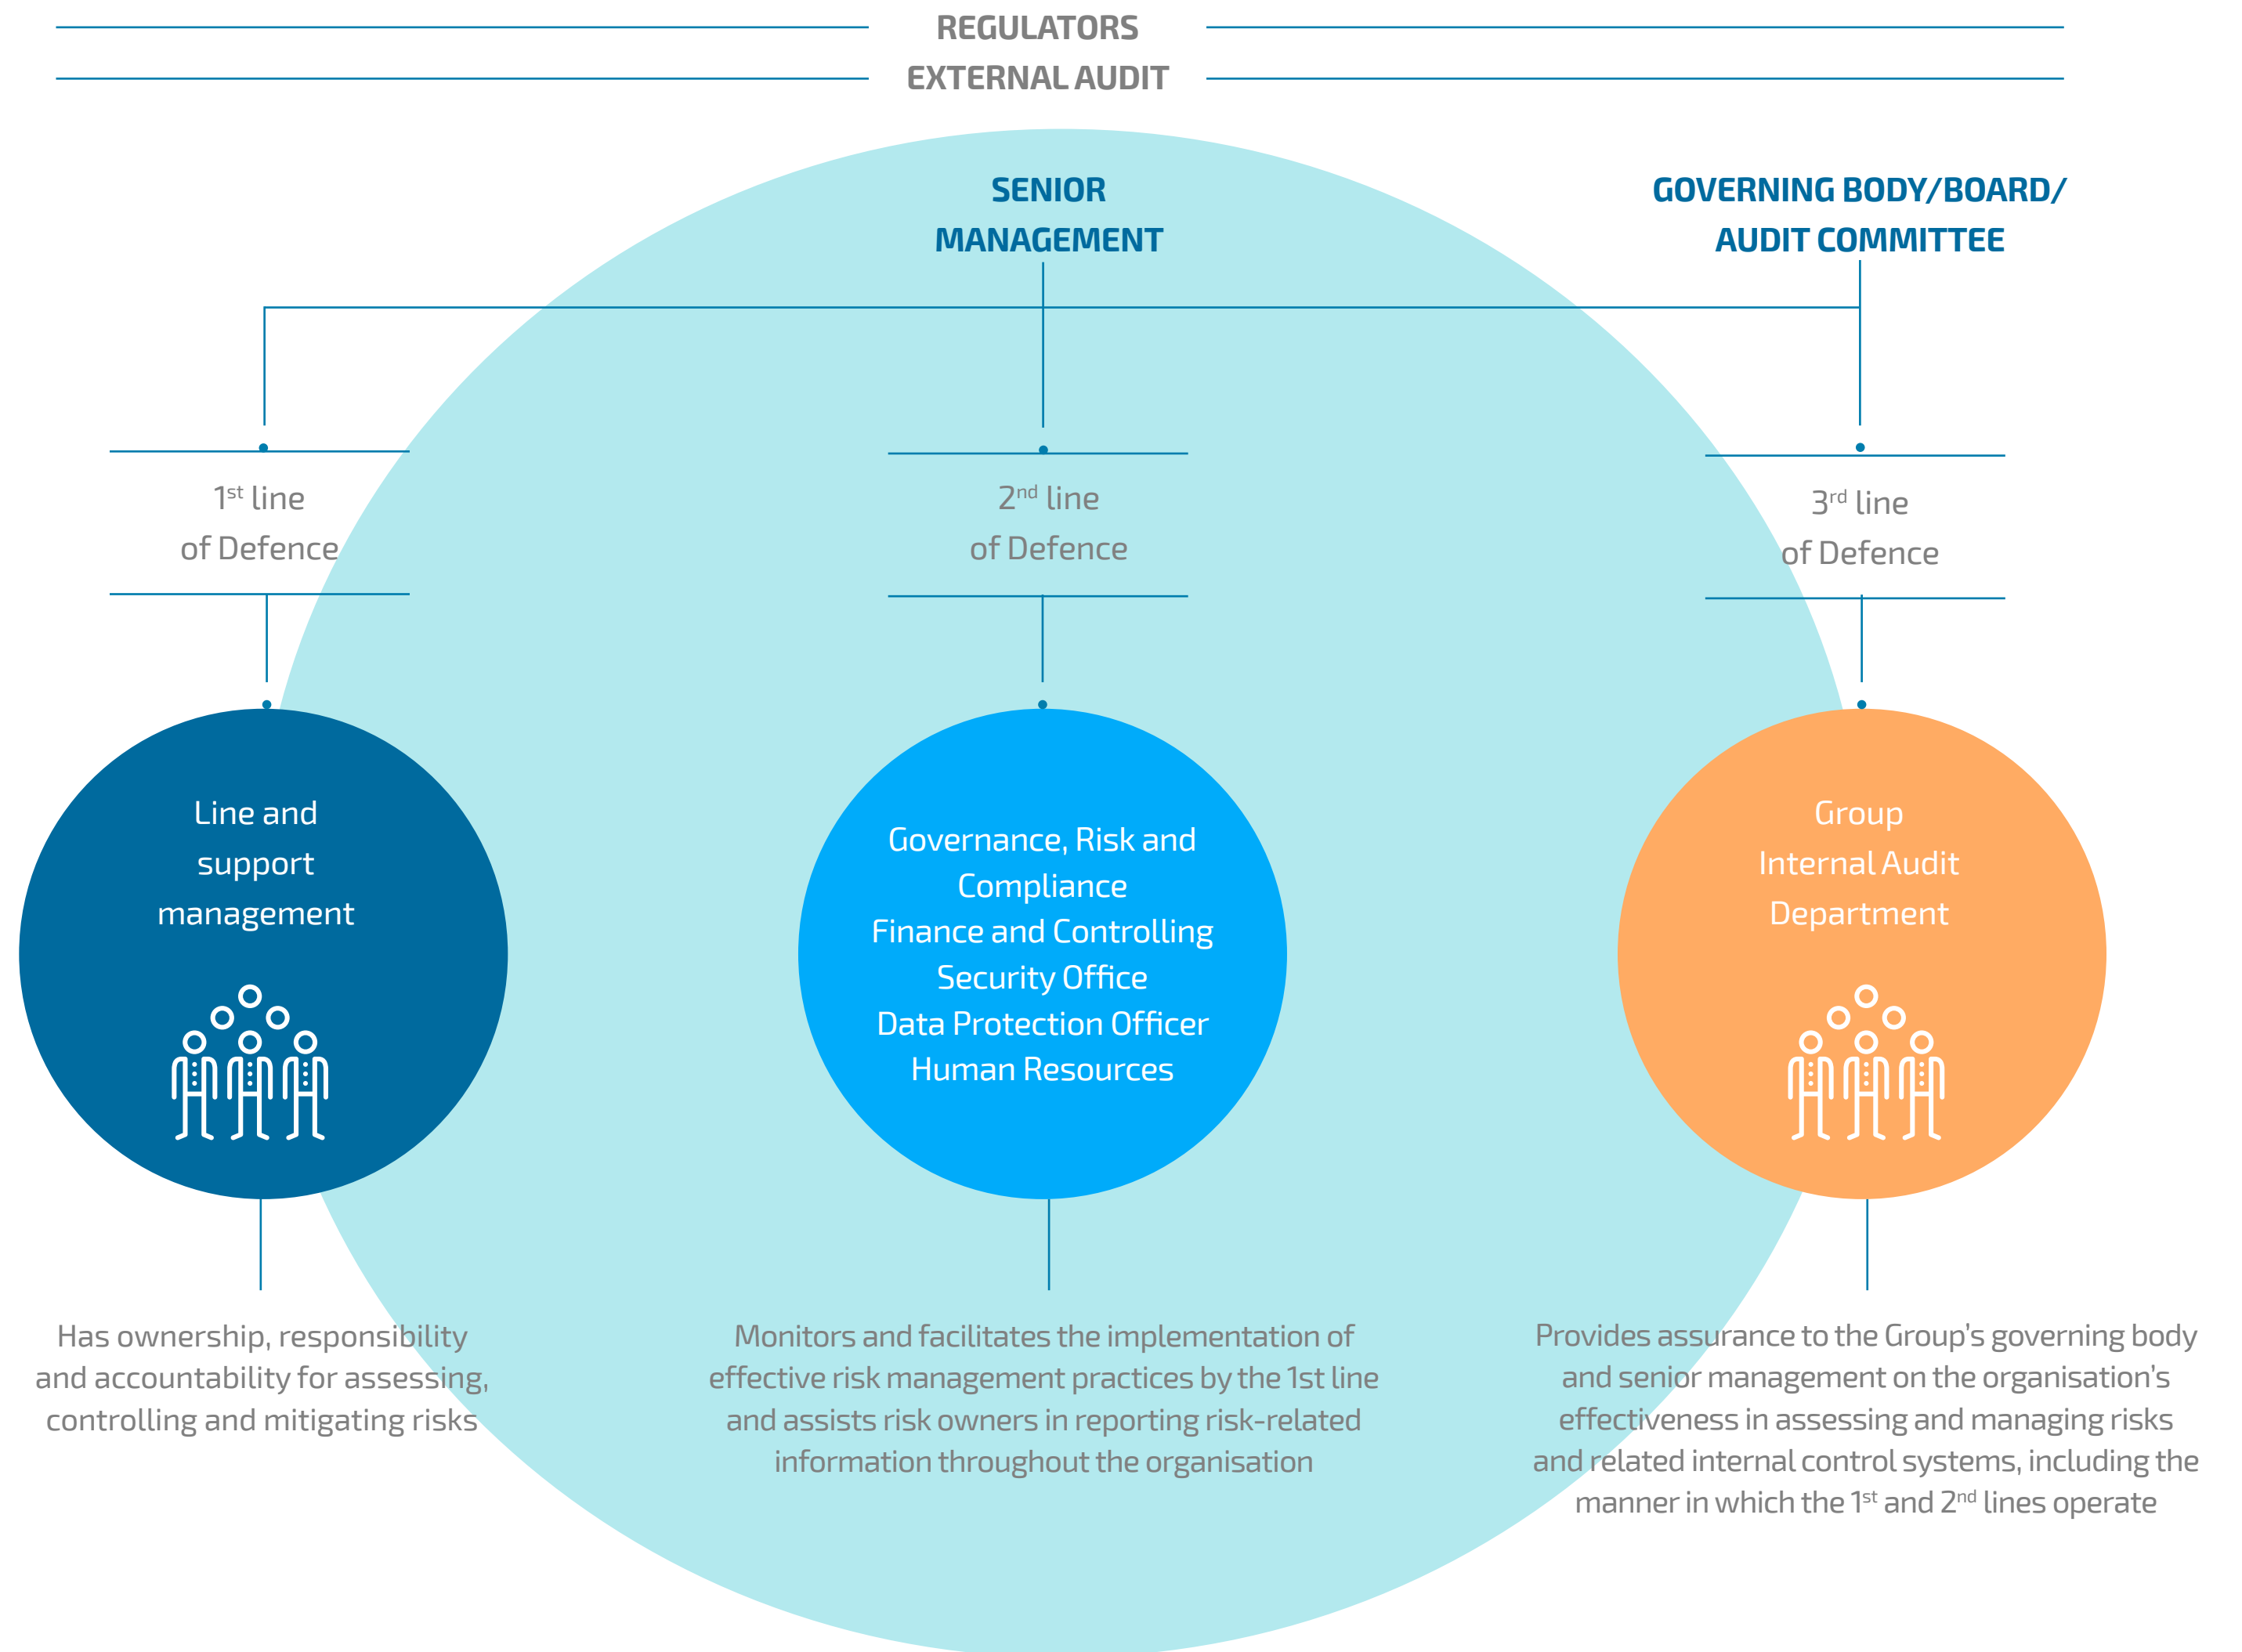 REGULATORS
EXTERNAL AUDIT
SENIOR
MANAGEMENT
GOVERNING BODY/BOARD/
AUDIT COMMITTEE
1st line
of Defence
2nd line
of Defence
3rd line
of Defence
Line and
support
management
Governance, Risk and
Compliance
Finance and Controlling
Security Office
Data Protection Officer
Human Resources
Group
Internal Audit
Department
Has ownership, responsibility
and accountability for assessing,
controlling and mitigating risks
Monitors and facilitates the implementation of
effective risk management practices by the 1st line
and assists risk owners in reporting risk-related
information throughout the organisation
Provides assurance to the Group’s governing body
and senior management on the organisation’s
effectiveness in assessing and managing risks
and related internal control systems, including the
manner in which the 1st and 2nd lines operate